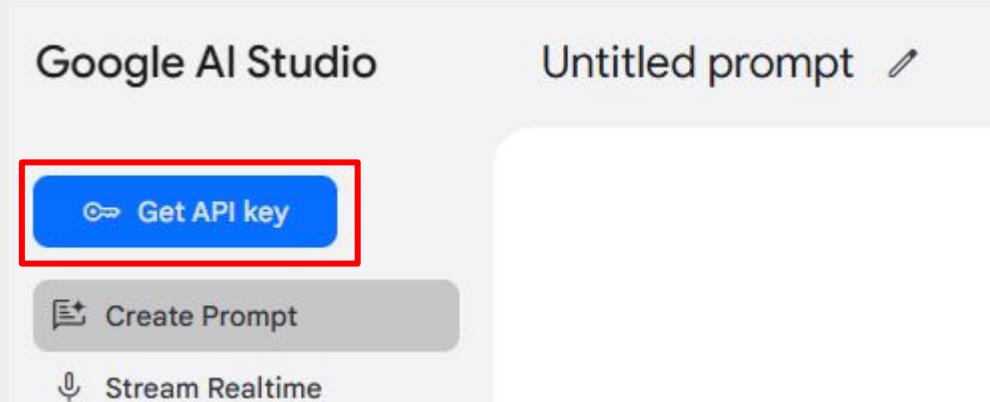 Google AI Studio
Untitled prompt
Get API key
Create Prompt
Stream Realtime